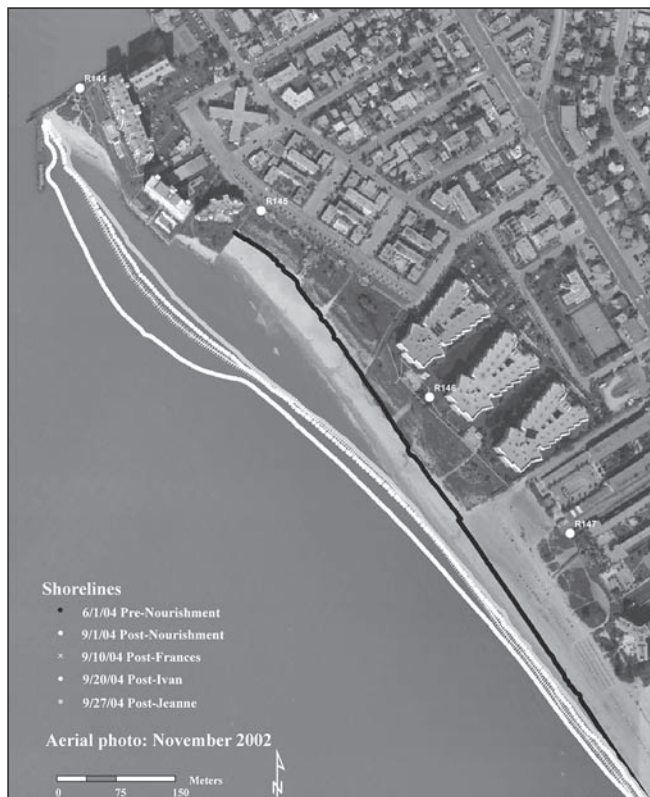 R144
R145
R146
R147
Shorelines
6/1/04 Pre-Nourishment
9/1/04 Post-Nourishment
9/10/04 Post-Frances
9/20/04 Post-Ivan
9/27/04 Post-Jeanne
Aerial photo: November 2002
Meters
0 75 150
N